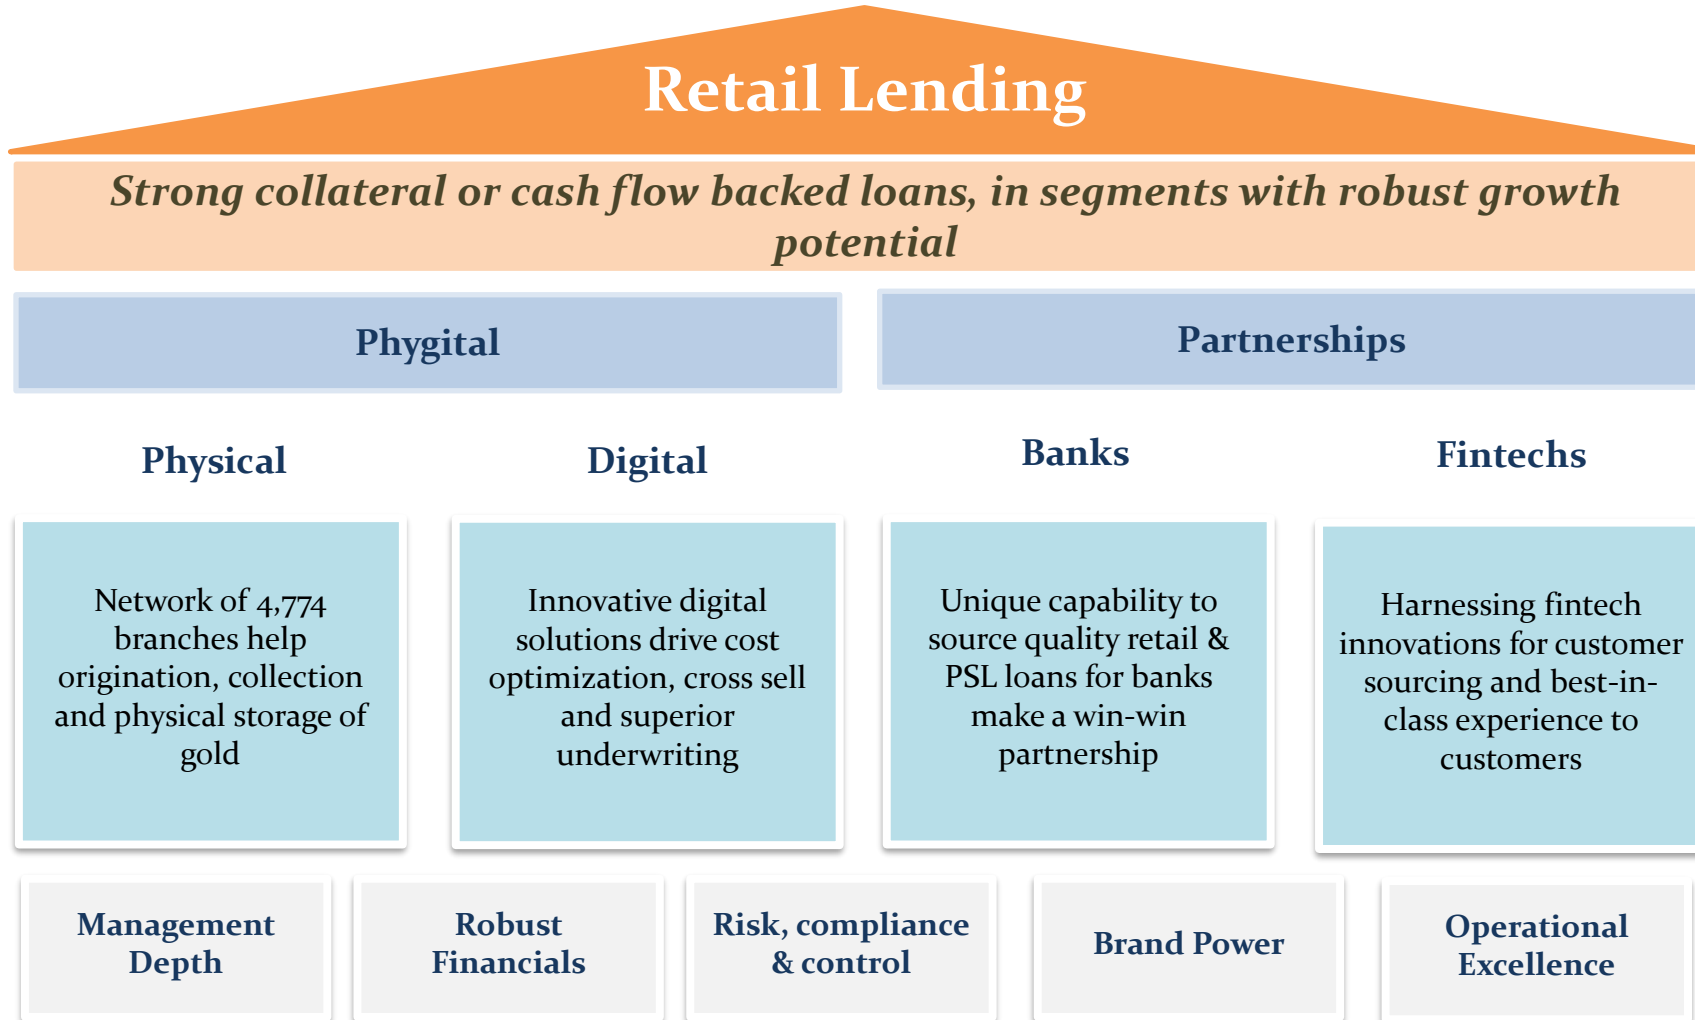 Retail Lending
Strong collateral or cash flow backed loans, in segments with robust growth
potential
Phygital
Partnerships
Physical
Digital
Banks
Fintechs
Network of 4,774
branches help
origination, collection
and physical storage of
gold
Innovative digital
solutions drive cost
optimization, cross sell
and superior
underwriting
Unique capability to
source quality retail &
PSL loans for banks
make a win-win
partnership
Harnessing fintech
innovations for customer
sourcing and best-in-
class experience to
customers
Management
Depth
Robust
Financials
Risk, compliance
& control
Brand Power
Operational
Excellence